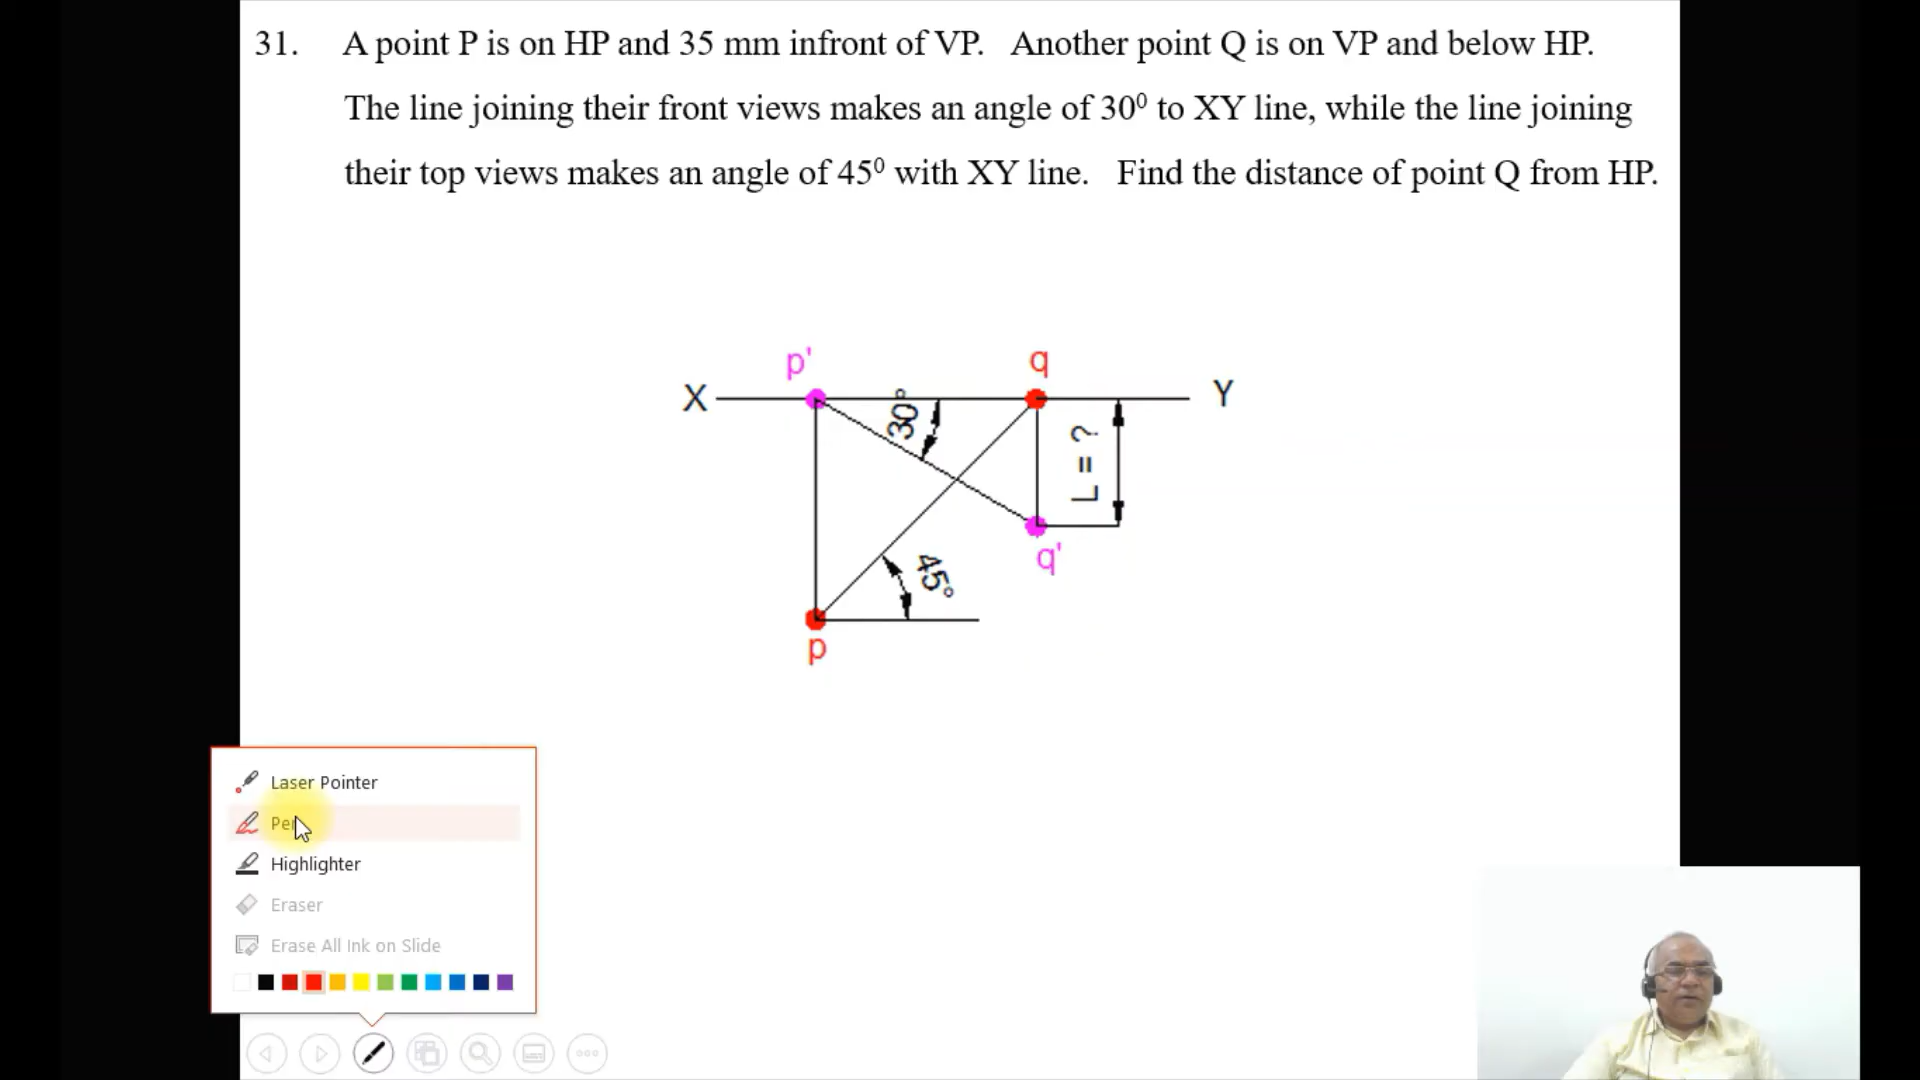 31. A point P is on HP and 35 mm infront of VP. Another point Q is on VP and below HP.
The line joining their front views makes an angle of 30⁰ to XY line, while the line joining
their top views makes an angle of 45⁰ with XY line. Find the distance of point Q from HP.
p'
q
X
Y
30°
L = ?
q'
45°
p
Laser Pointer
Pen
Highlighter
Eraser
Erase All Ink on Slide